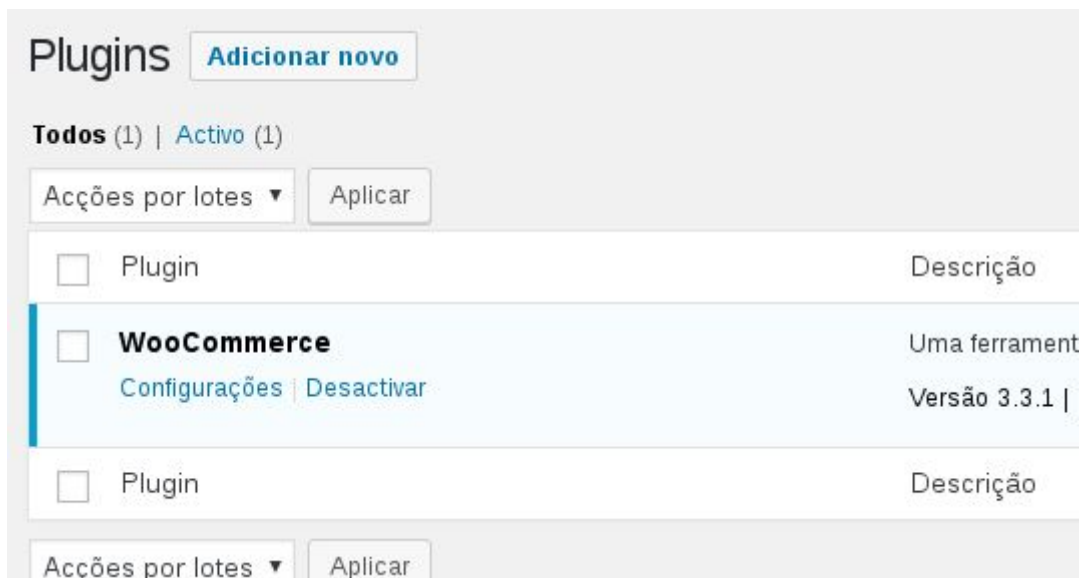 Plugins Adicionar novo
Todos (1) | Activo (1)
Acções por lotes ▼ Aplicar
Plugin Descrição
WooCommerce Uma ferrament
Configurações | Desactivar Versão 3.3.1 |
Plugin Descrição
Acções por lotes ▼ Aplicar